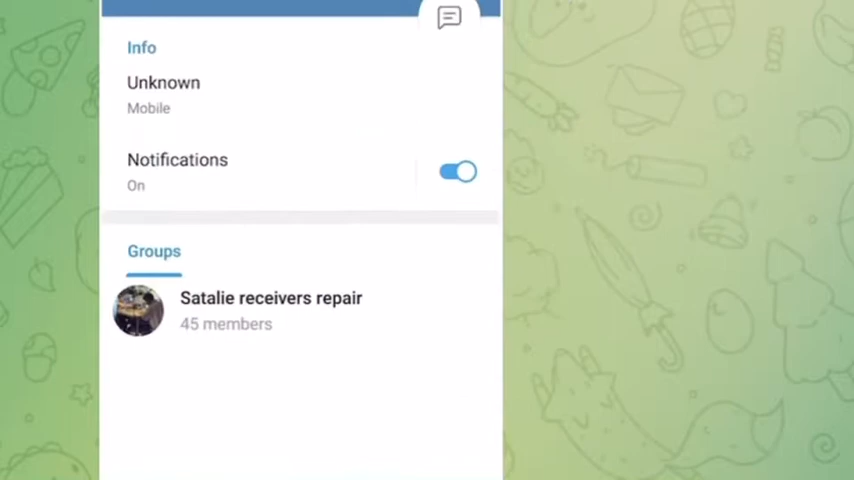 Info
Unknown
Mobile
Notifications
On
Groups
Satalie receivers repair
45 members